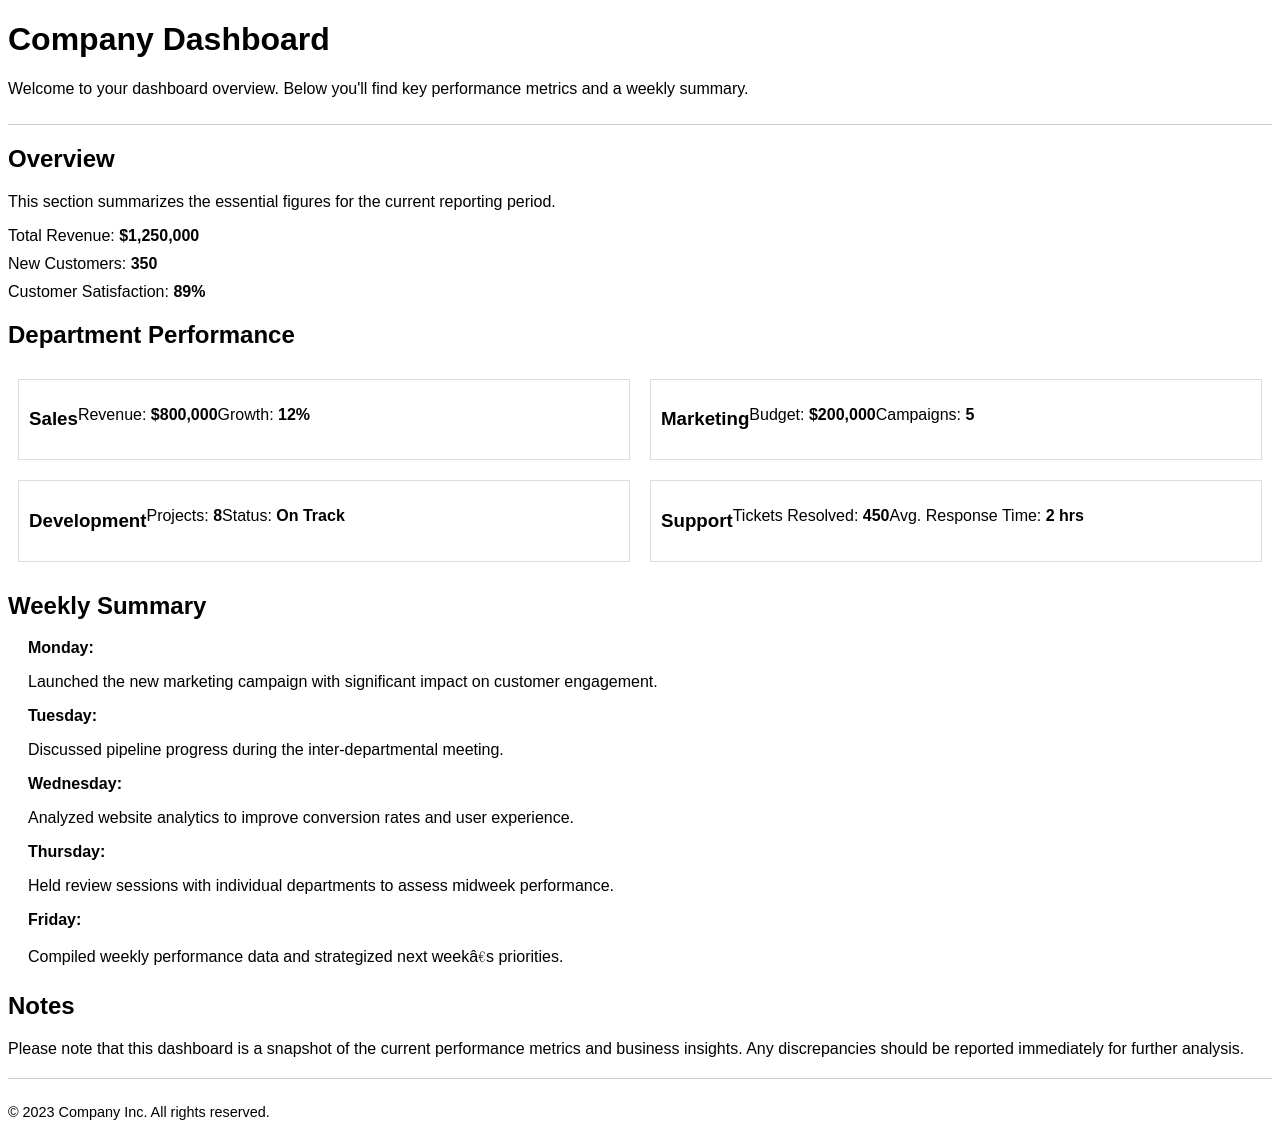 Company Dashboard
Welcome to your dashboard overview. Below you'll find key performance metrics and a weekly summary.
Overview
This section summarizes the essential figures for the current reporting period.
Total Revenue: $1,250,000
New Customers: 350
Customer Satisfaction: 89%
Department Performance
Sales Revenue: $800,000 Growth: 12%
Marketing Budget: $200,000 Campaigns: 5
Development Projects: 8 Status: On Track
Support Tickets Resolved: 450 Avg. Response Time: 2 hrs
Weekly Summary
Monday:
Launched the new marketing campaign with significant impact on customer engagement.
Tuesday:
Discussed pipeline progress during the inter-departmental meeting.
Wednesday:
Analyzed website analytics to improve conversion rates and user experience.
Thursday:
Held review sessions with individual departments to assess midweek performance.
Friday:
Compiled weekly performance data and strategized next weekâ€s priorities.
Notes
Please note that this dashboard is a snapshot of the current performance metrics and business insights. Any discrepancies should be reported immediately for further analysis.
© 2023 Company Inc. All rights reserved.